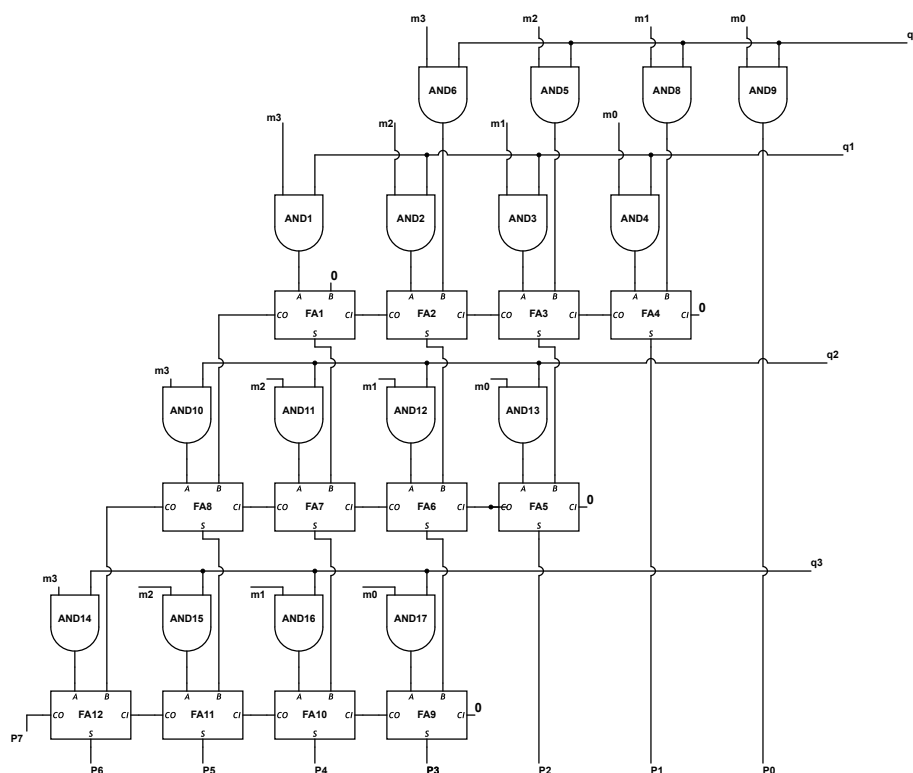 m3 m2 m1 m0
q
AND6 AND5 AND8 AND9
m3 m2 m1 m0
q1
AND1 AND2 AND3 AND4
0
A B A B A B A B
CO FA1 CI CO FA2 CI CO FA3 CI CO FA4 CI 0
S S S S
q2
m3 m2 m1 m0
AND10 AND11 AND12 AND13
A B A B A B A B
CO FA8 CI CO FA7 CI CO FA6 CI CO FA5 CI 0
S S S S
q3
m3 m2 m1 m0
AND14 AND15 AND16 AND17
A B A B A B A B
CO FA12 CI CO FA11 CI CO FA10 CI CO FA9 CI 0
S S S S
P7
P6 P5 P4 P3 P2 P1 P0